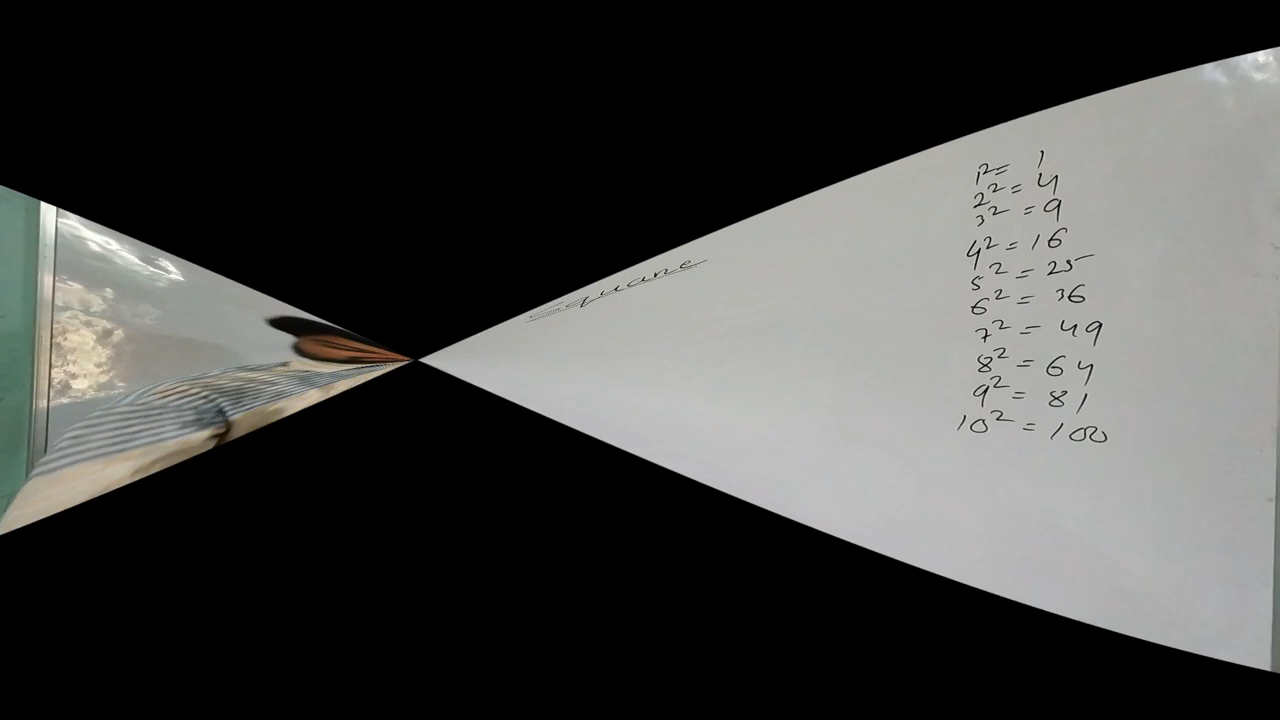 Square
1² = 1
2² = 4
3² = 9
4² = 16
5² = 25
6² = 36
7² = 49
8² = 64
9² = 81
10² = 100